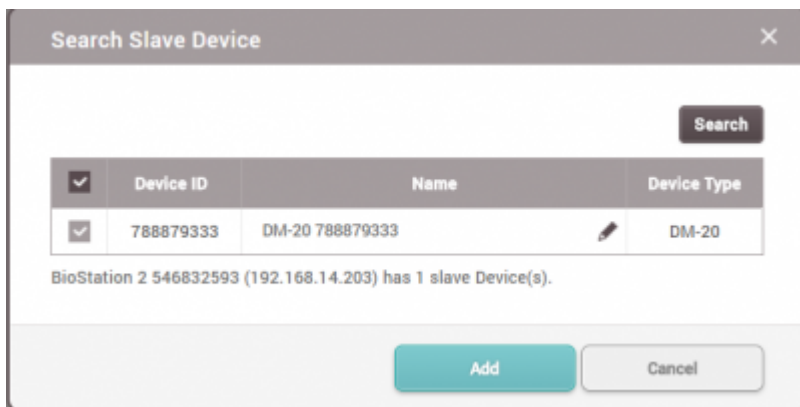 Search Slave Device
Search
Device ID Name Device Type
788879333 DM-20 788879333 DM-20
BioStation 2 546832593 (192.168.14.203) has 1 slave Device(s).
Add Cancel